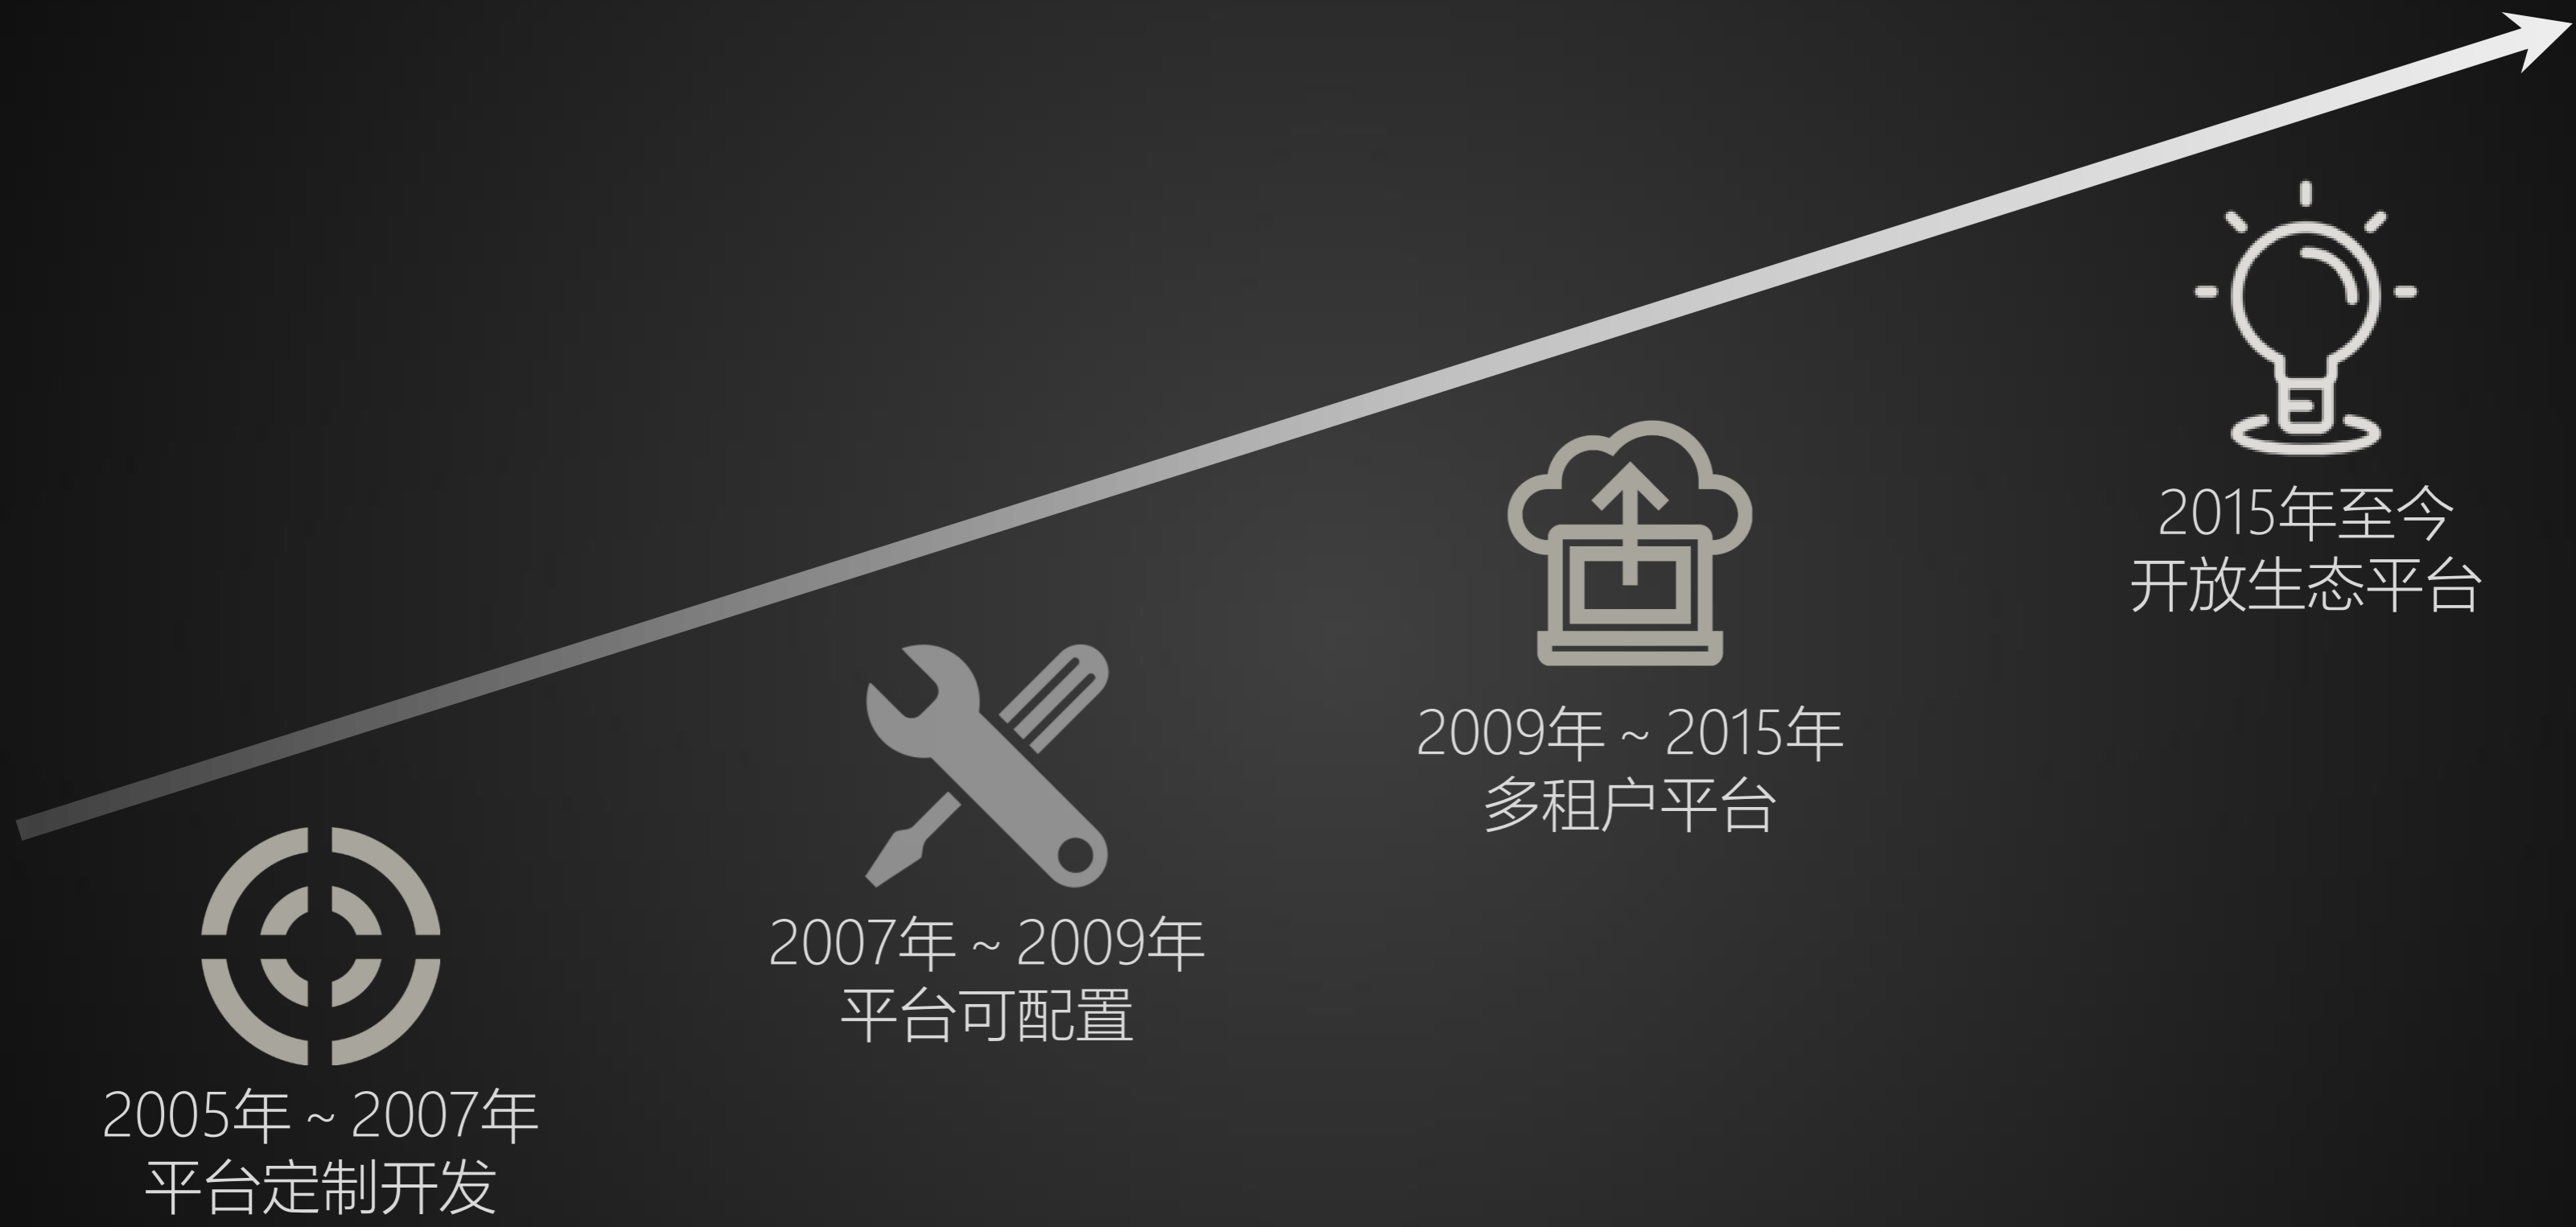 2005年 ~ 2007年
平台定制开发
2007年 ~ 2009年
平台可配置
2009年 ~ 2015年
多租户平台
2015年至今
开放生态平台